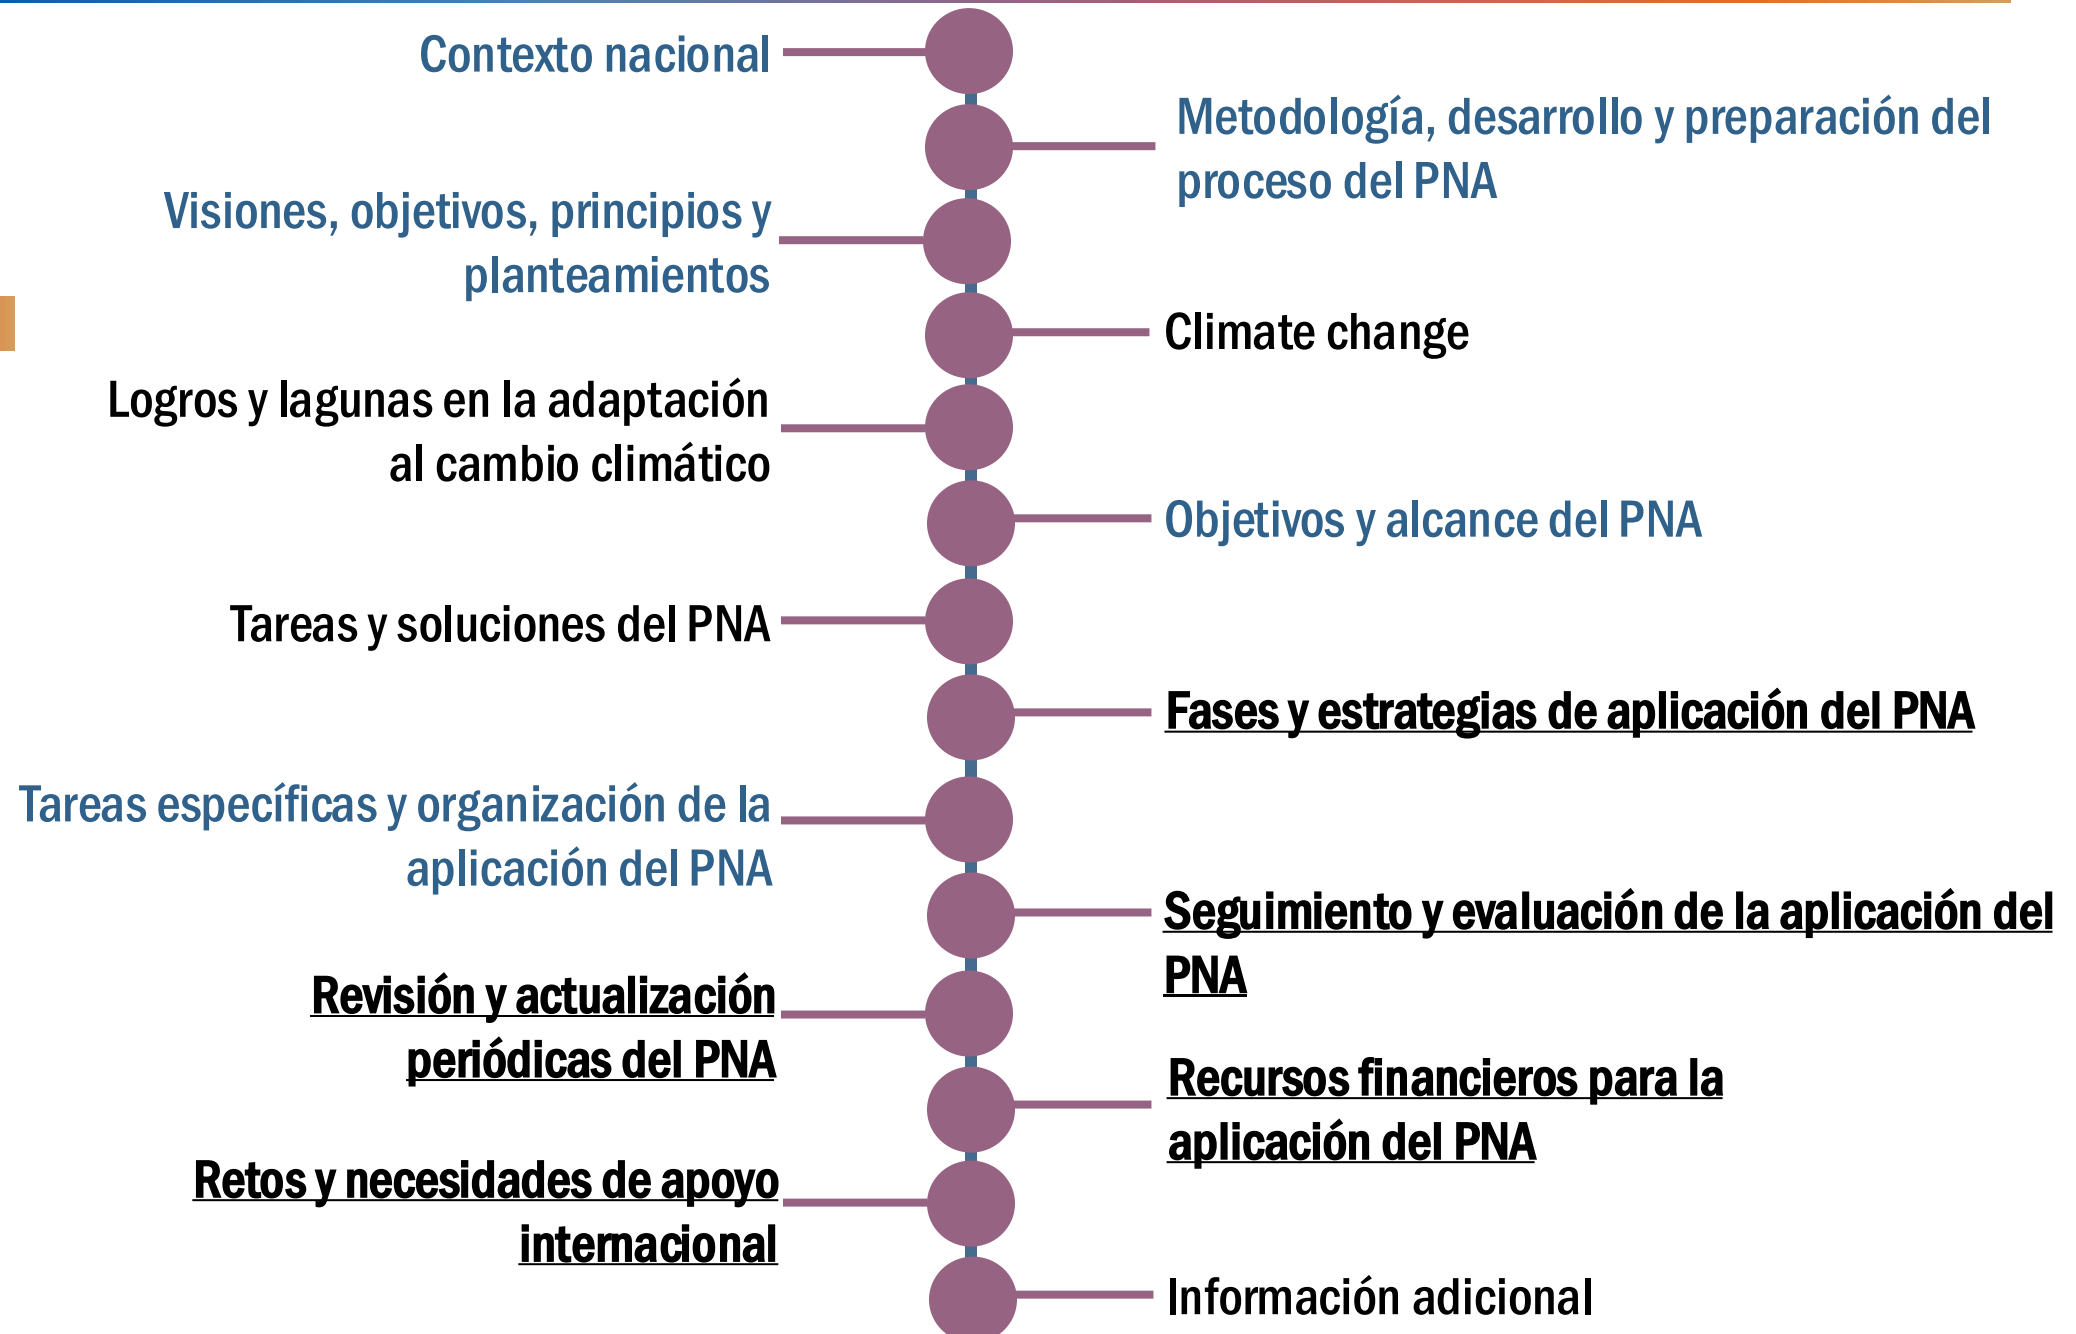 Contexto nacional
Metodología, desarrollo y preparación del
proceso del PNA
Visiones, objetivos, principios y
planteamientos
Climate change
Logros y lagunas en la adaptación
al cambio climático
Objetivos y alcance del PNA
Tareas y soluciones del PNA
Fases y estrategias de aplicación del PNA
Tareas específicas y organización de la
aplicación del PNA
Seguimiento y evaluación de la aplicación del
PNA
Revisión y actualización
periódicas del PNA
Recursos financieros para la
aplicación del PNA
Retos y necesidades de apoyo
internacional
Información adicional